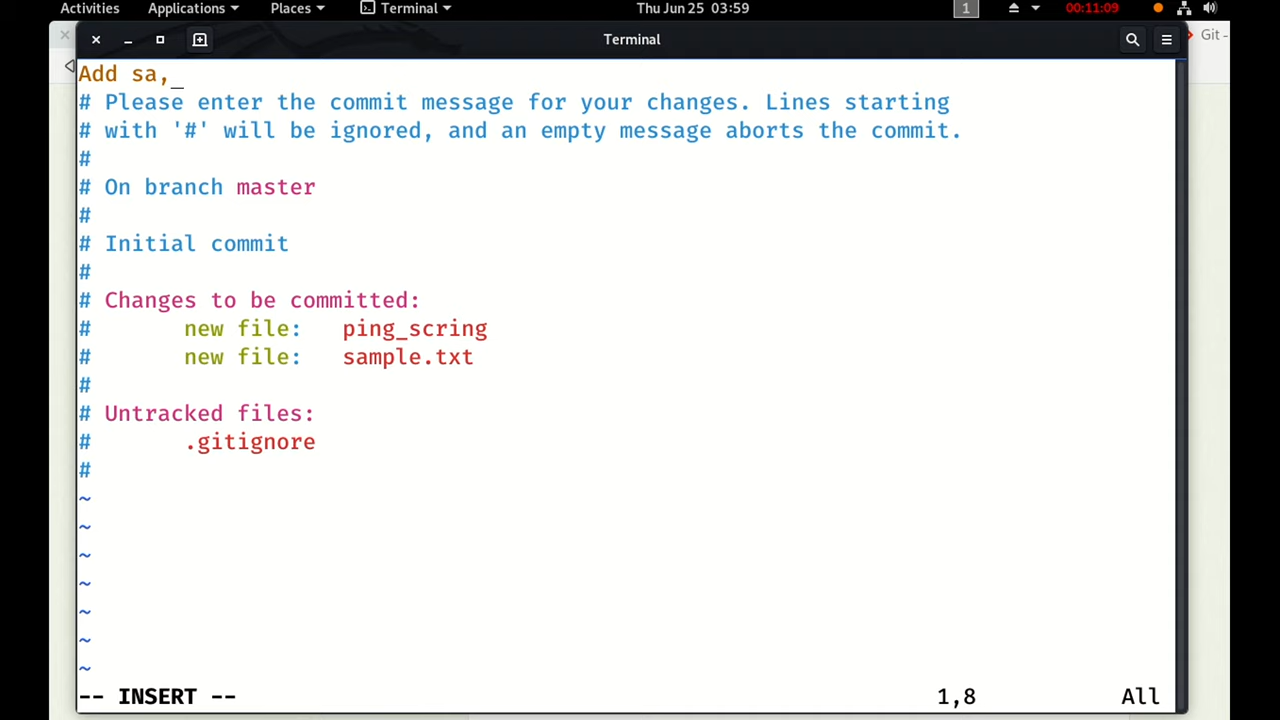 Activities Applications Places Terminal Thu Jun 25 03:59 1 00:11:09
Terminal
Git -
Add sa,_
# Please enter the commit message for your changes. Lines starting
# with '#' will be ignored, and an empty message aborts the commit.
#
# On branch master
#
# Initial commit
#
# Changes to be committed:
#       new file:   ping_scring
#       new file:   sample.txt
#
# Untracked files:
#       .gitignore
#
~
~
~
~
~
~
~
-- INSERT -- 1,8 All